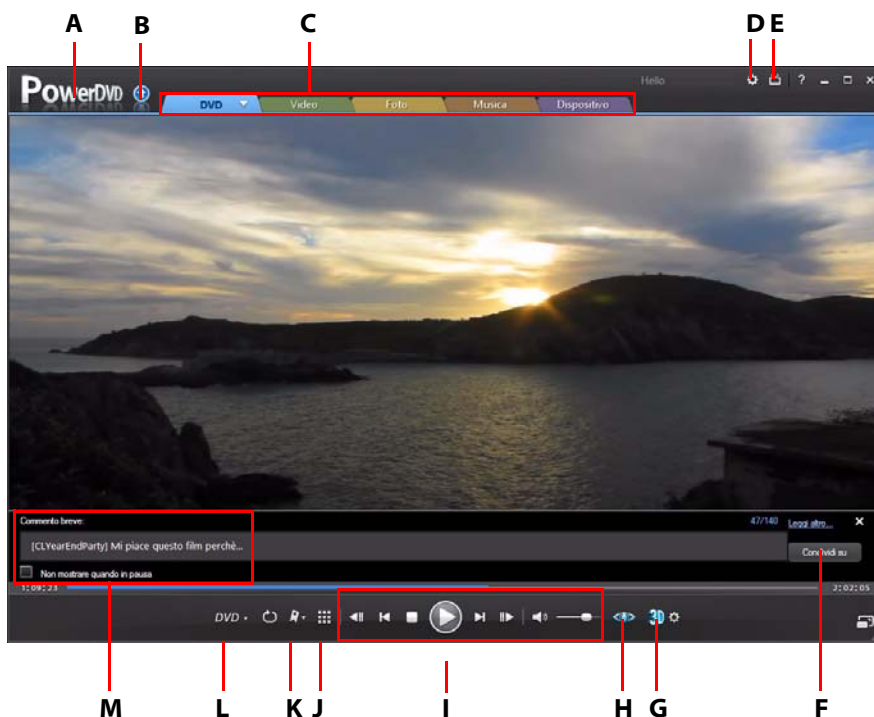 A B C D E
PowerDVD
Hello
?
DVD Video Foto Musica Dispositivo
Commento breve: 47/140 Leggi altro...
[CLYearEndParty] Mi piace questo film perchè...
Condividi su
Non mostrare quando in pausa
1:09:23 3:02:05
DVD 3D
M L K J I H G F